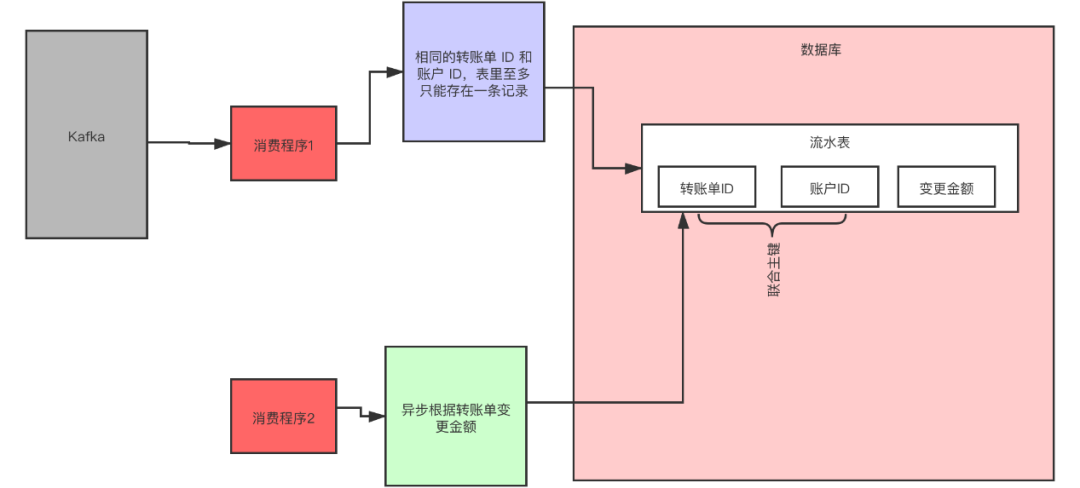 Kafka
消费程序1
相同的转账单 ID 和
账户 ID，表里至多
只能存在一条记录
数据库
流水表
转账单ID
账户ID
变更金额
联合主键
消费程序2
异步根据转账单变
更金额